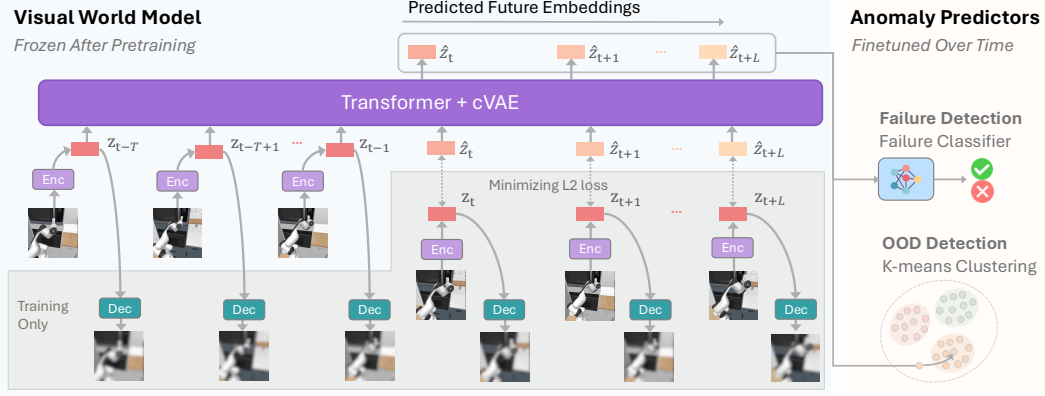 Visual World Model
Frozen After Pretraining
Predicted Future Embeddings
ẑt
ẑt+1
...
ẑt+L
Transformer + cVAE
zt−T
zt−T+1
...
zt−1
ẑt
ẑt+1
...
ẑt+L
Enc
Enc
Enc
Minimizing L2 loss
zt
zt+1
...
zt+L
Enc
Enc
Enc
Training
Only
Dec
Dec
Dec
Dec
Dec
Dec
Anomaly Predictors
Finetuned Over Time
Failure Detection
Failure Classifier
OOD Detection
K-means Clustering